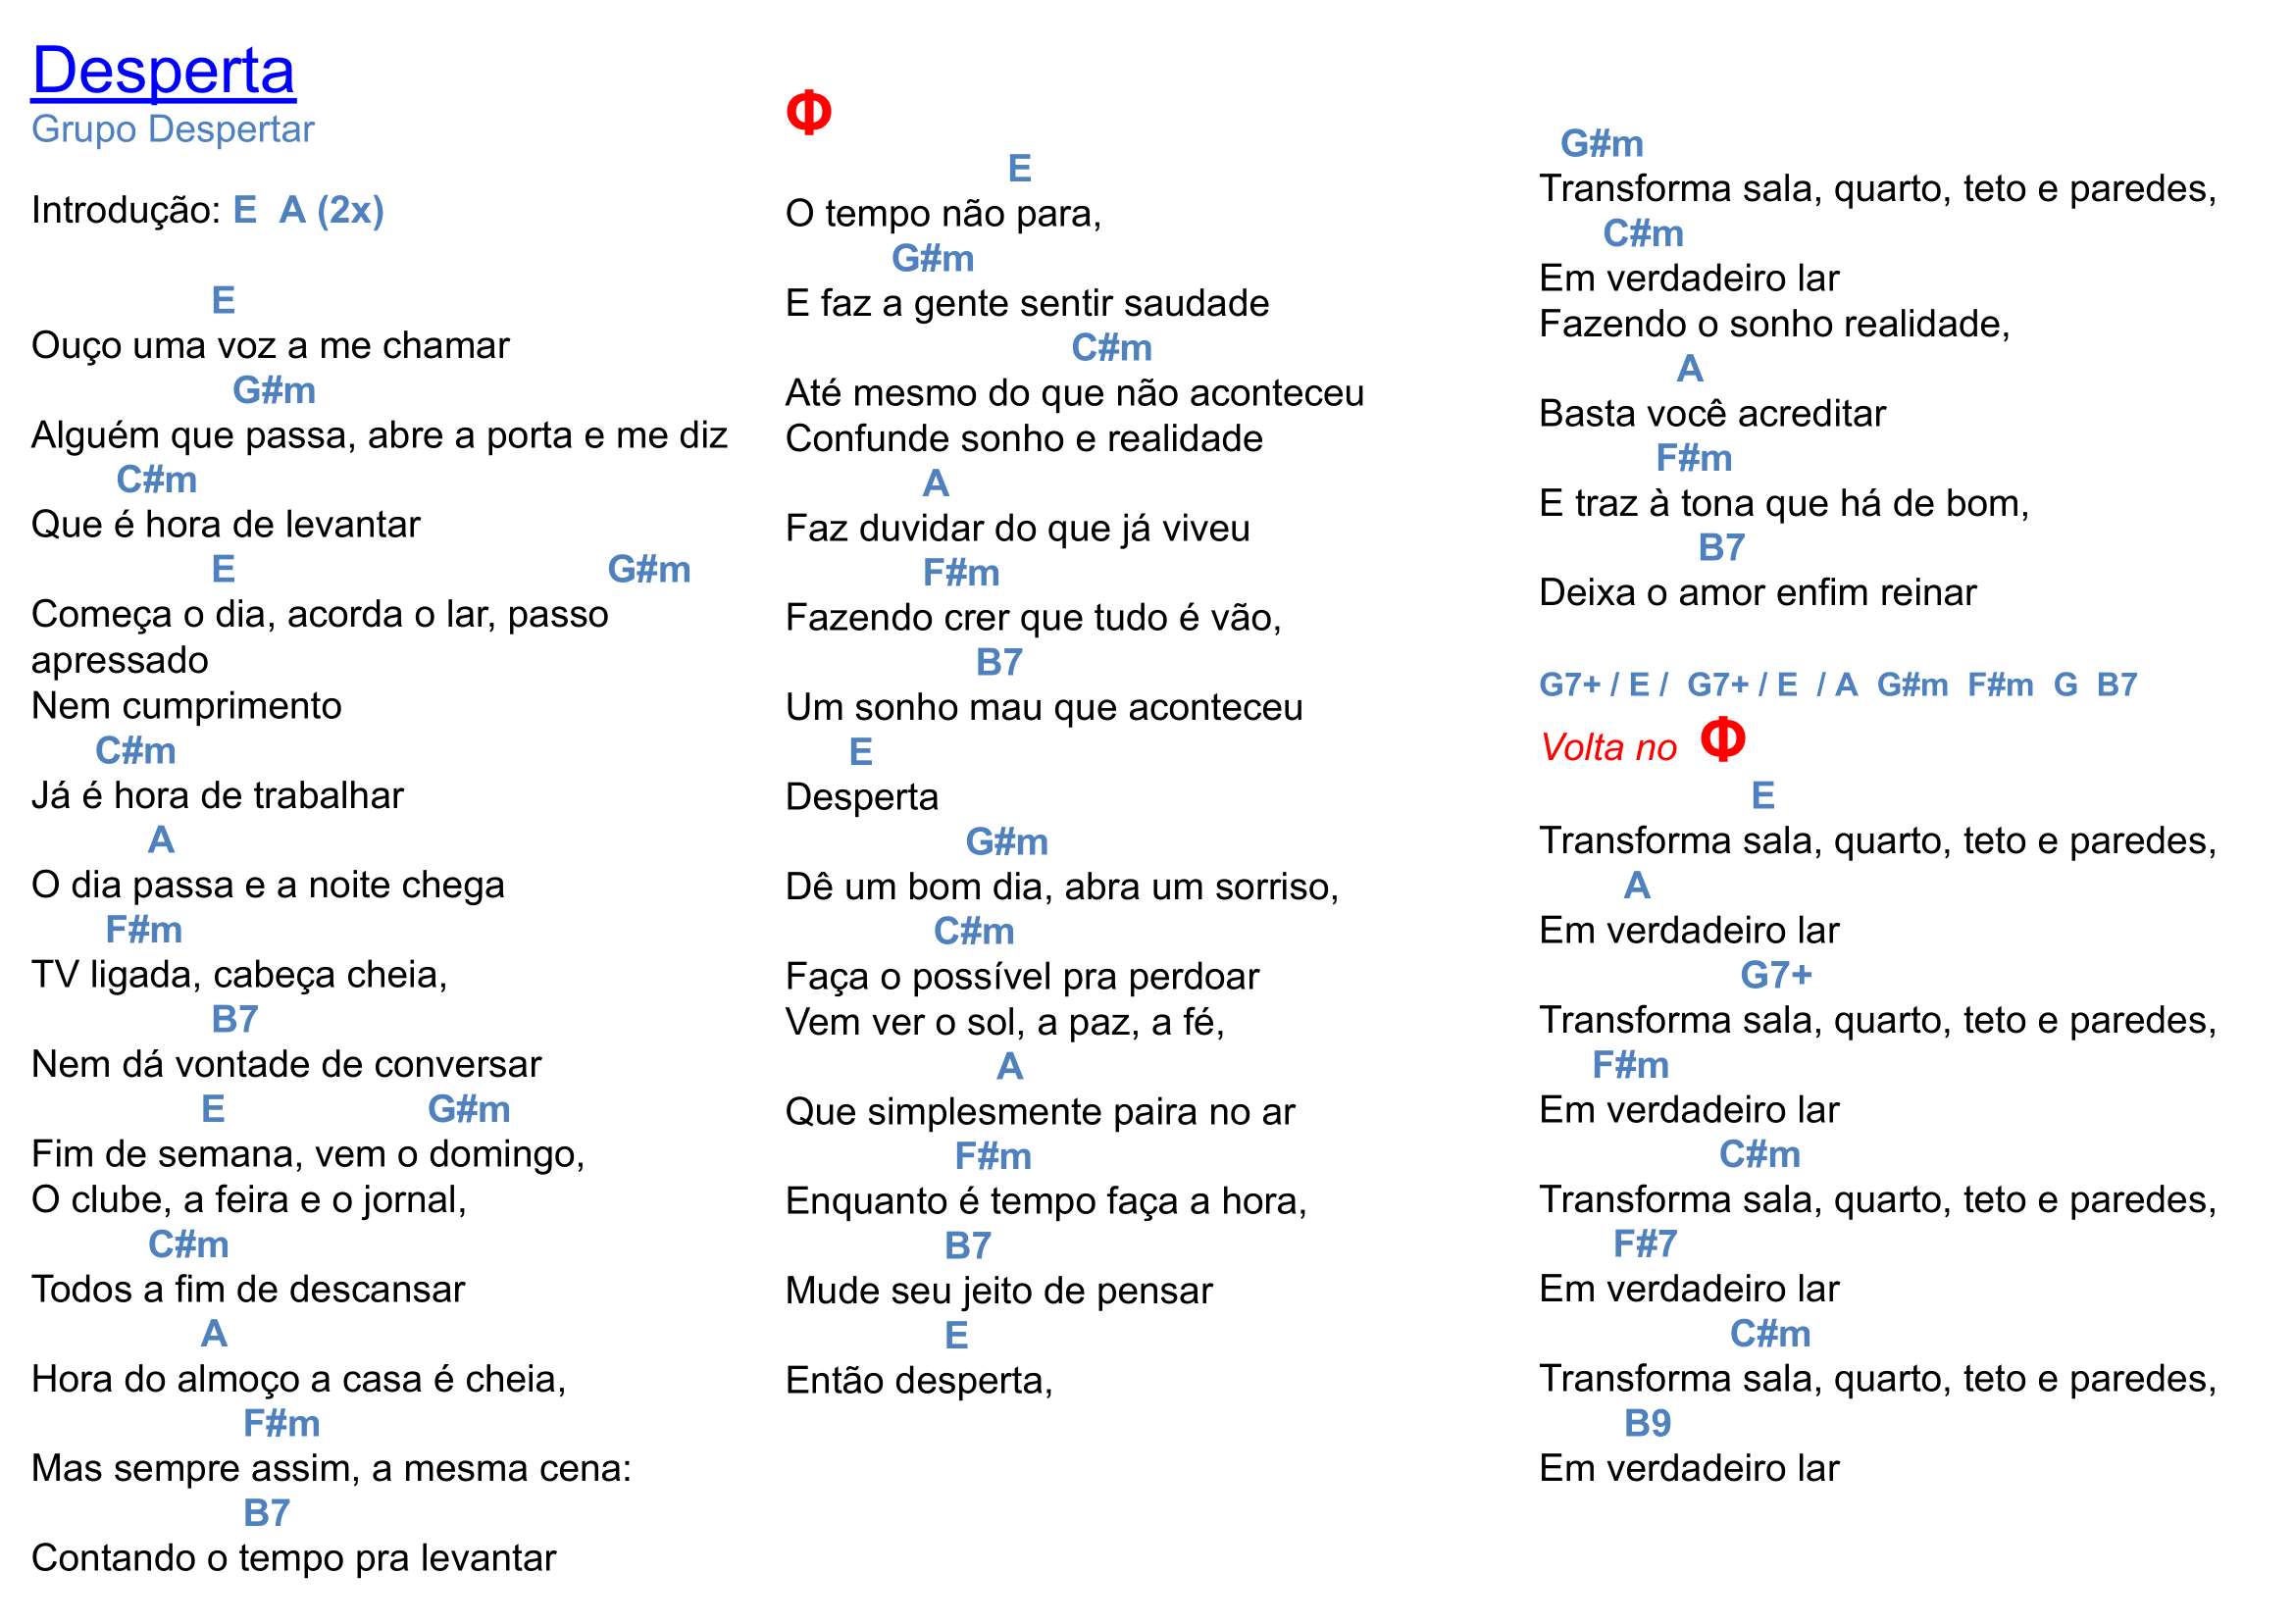 Desperta
Grupo Despertar
Introdução: E A (2x)
E
Ouço uma voz a me chamar
G#m
Alguém que passa, abre a porta e me diz
C#m
Que é hora de levantar
E G#m
Começa o dia, acorda o lar, passo
apressado
Nem cumprimento
C#m
Já é hora de trabalhar
A
O dia passa e a noite chega
F#m
TV ligada, cabeça cheia,
B7
Nem dá vontade de conversar
E G#m
Fim de semana, vem o domingo,
O clube, a feira e o jornal,
C#m
Todos a fim de descansar
A
Hora do almoço a casa é cheia,
F#m
Mas sempre assim, a mesma cena:
B7
Contando o tempo pra levantar
Φ
E
O tempo não para,
G#m
E faz a gente sentir saudade
C#m
Até mesmo do que não aconteceu
Confunde sonho e realidade
A
Faz duvidar do que já viveu
F#m
Fazendo crer que tudo é vão,
B7
Um sonho mau que aconteceu
E
Desperta
G#m
Dê um bom dia, abra um sorriso,
C#m
Faça o possível pra perdoar
Vem ver o sol, a paz, a fé,
A
Que simplesmente paira no ar
F#m
Enquanto é tempo faça a hora,
B7
Mude seu jeito de pensar
E
Então desperta,
G#m
Transforma sala, quarto, teto e paredes,
C#m
Em verdadeiro lar
Fazendo o sonho realidade,
A
Basta você acreditar
F#m
E traz à tona que há de bom,
B7
Deixa o amor enfim reinar
G7+ / E / G7+ / E / A G#m F#m G B7
Volta no Φ
E
Transforma sala, quarto, teto e paredes,
A
Em verdadeiro lar
G7+
Transforma sala, quarto, teto e paredes,
F#m
Em verdadeiro lar
C#m
Transforma sala, quarto, teto e paredes,
F#7
Em verdadeiro lar
C#m
Transforma sala, quarto, teto e paredes,
B9
Em verdadeiro lar